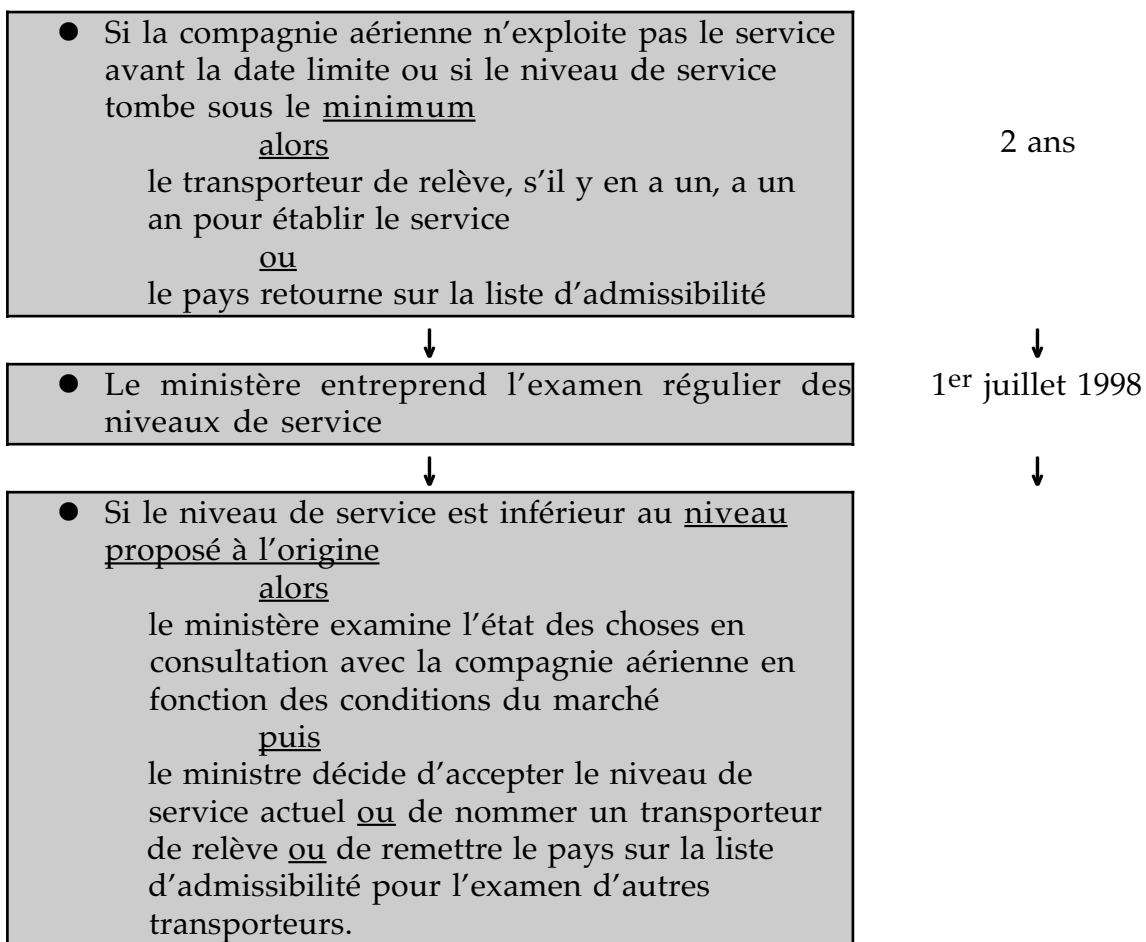 ● Si la compagnie aérienne n’exploite pas le service
avant la date limite ou si le niveau de service
tombe sous le minimum
alors
2 ans
le transporteur de relève, s’il y en a un, a un
an pour établir le service
ou
le pays retourne sur la liste d’admissibilité
↓ ↓
● Le ministère entreprend l’examen régulier des
niveaux de service
1er juillet 1998
↓ ↓
● Si le niveau de service est inférieur au niveau
proposé à l’origine
alors
le ministère examine l’état des choses en
consultation avec la compagnie aérienne en
fonction des conditions du marché
puis
le ministre décide d’accepter le niveau de
service actuel ou de nommer un transporteur
de relève ou de remettre le pays sur la liste
d’admissibilité pour l’examen d’autres
transporteurs.